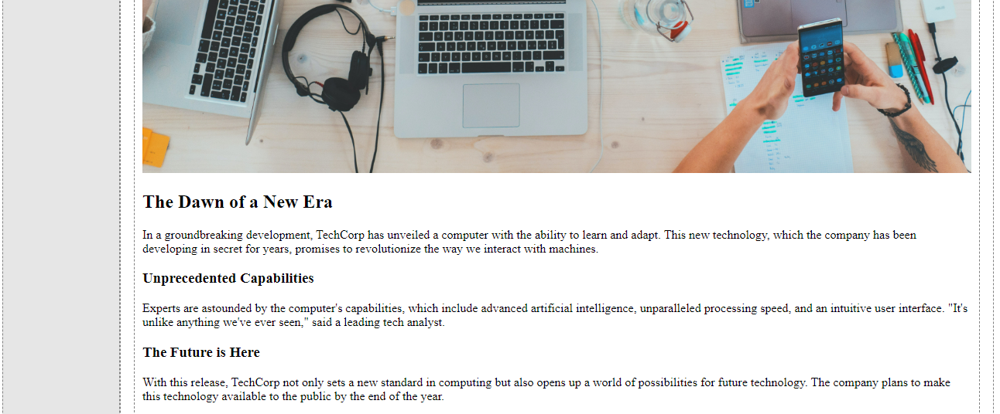 The Dawn of a New Era
In a groundbreaking development, TechCorp has unveiled a computer with the ability to learn and adapt. This new technology, which the company has been
developing in secret for years, promises to revolutionize the way we interact with machines.
Unprecedented Capabilities
Experts are astounded by the computer's capabilities, which include advanced artificial intelligence, unparalleled processing speed, and an intuitive user interface. "It's
unlike anything we've ever seen," said a leading tech analyst.
The Future is Here
With this release, TechCorp not only sets a new standard in computing but also opens up a world of possibilities for future technology. The company plans to make
this technology available to the public by the end of the year.